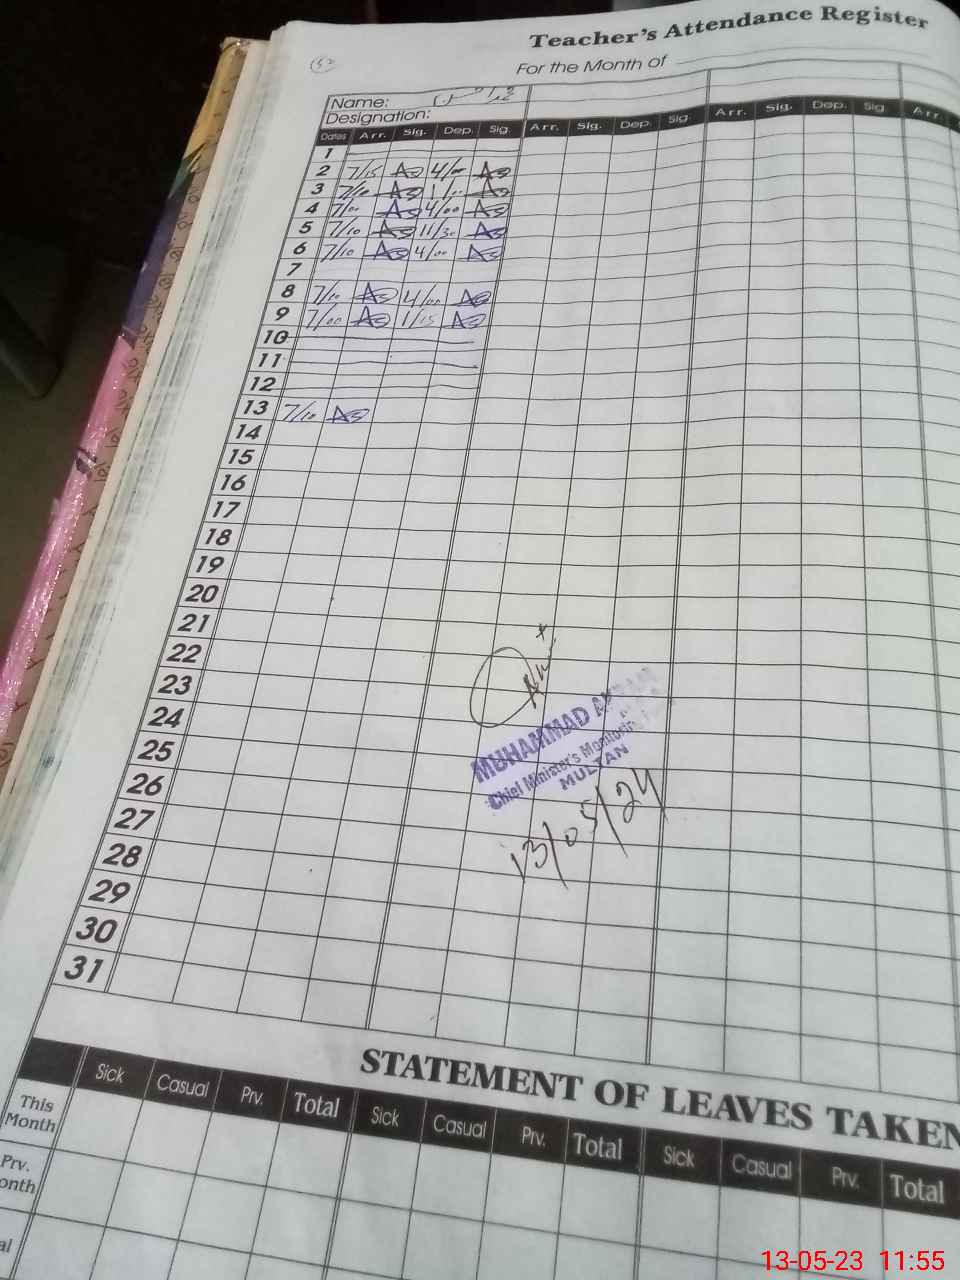 Teacher's Attendance Register
For the Month of
Name:
Designation:
Dates Arr. Sig. Dep. Sig. Arr. Sig. Dep. Sig. Arr. Sig. Dep. Sig. Arr.
1
2 7/15 4/00
3 7/10
4 7/00 4/00
5 7/10 11/30
6 7/10 4/00
7
8 7/10 4/00
9 7/00 1/15
10
11
12
13 7/10
14
15
16
17
18
19
20
21
22
23
24
25
26
27
28
29
30
31
MUHAMMAD
Chief Minister's Monitoring
MULTAN
13/05/24
STATEMENT OF LEAVES TAKEN
Sick Casual Prv. Total Sick Casual Prv. Total Sick Casual Prv. Total
This Month
Prv.
13-05-23 11:55